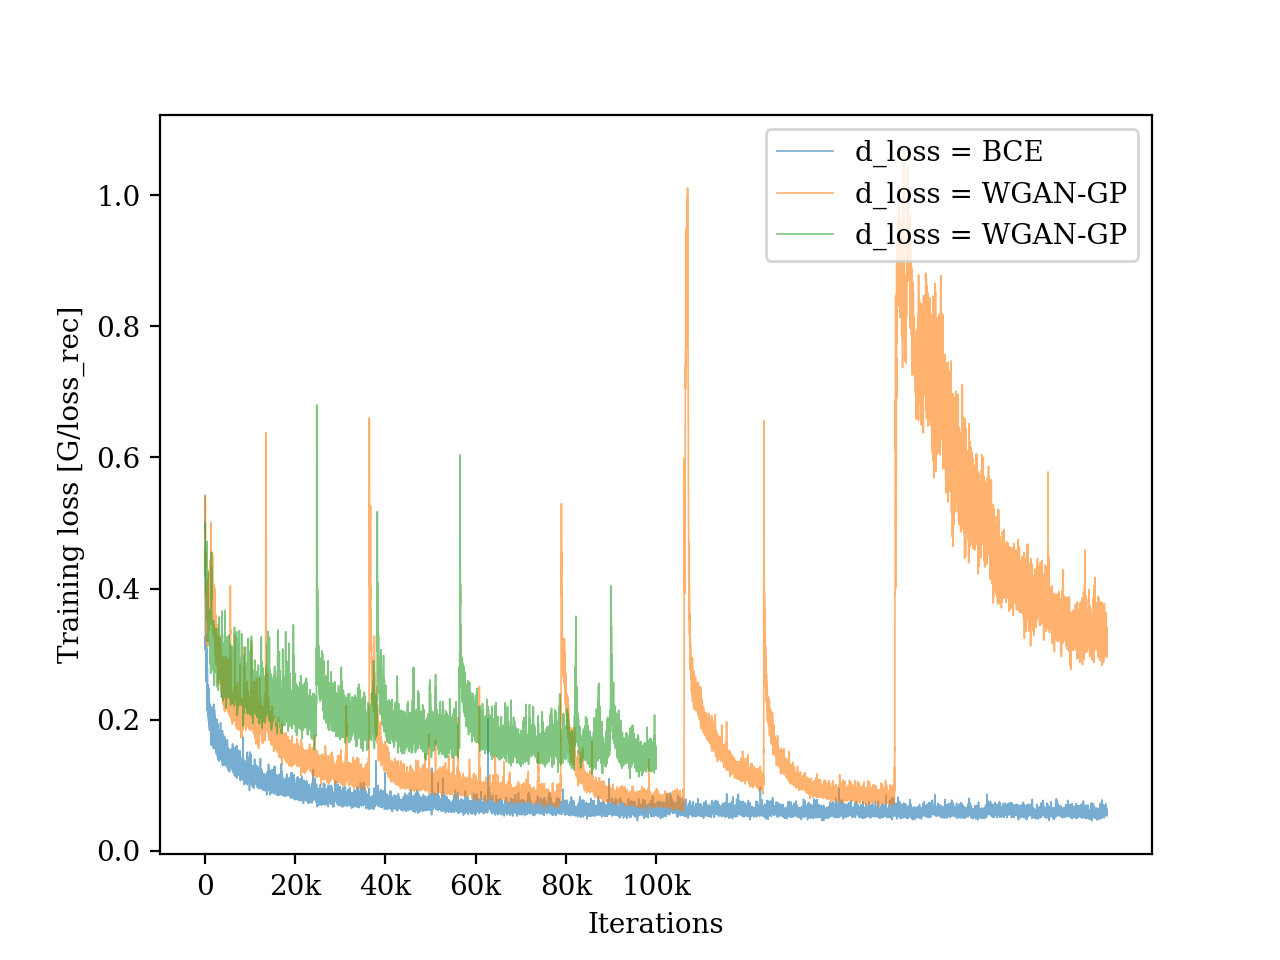 d_loss = BCE
d_loss = WGAN-GP
d_loss = WGAN-GP
1.0
0.8
0.6
0.4
0.2
0.0
Training loss [G/loss_rec]
0 20k 40k 60k 80k 100k
Iterations